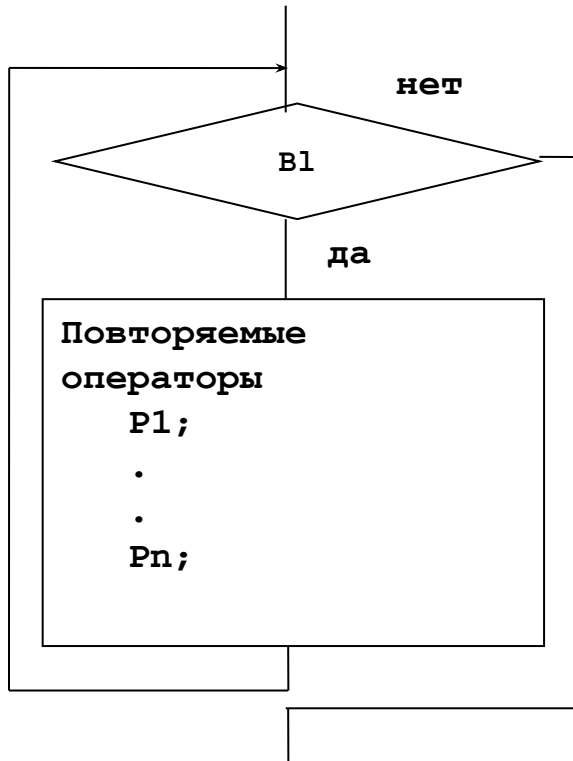 нет
B1
да
Повторяемые
операторы
P1;
.
.
Pn;